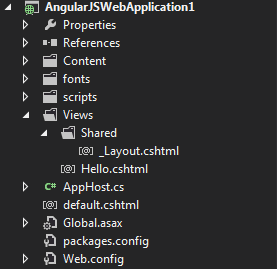 AngularJSWebApplication1
Properties
References
Content
fonts
scripts
Views
Shared
_Layout.cshtml
Hello.cshtml
C# AppHost.cs
[@] default.cshtml
Global.asax
packages.config
Web.config